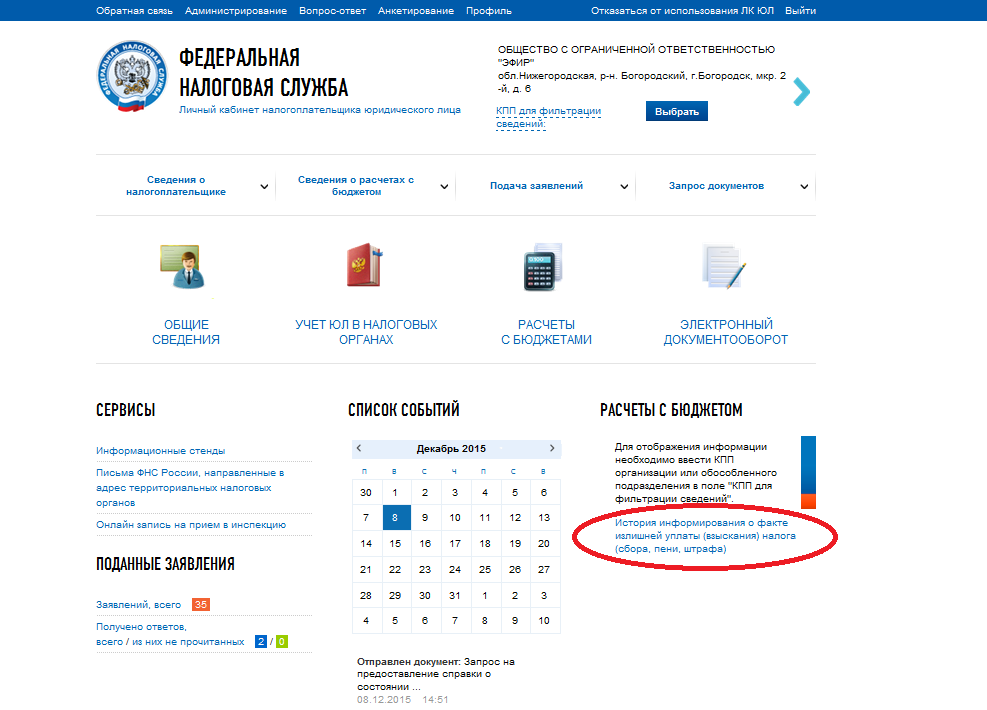 Обратная связь Администрирование Вопрос-ответ Анкетирование Профиль Отказаться от использования ЛК ЮЛ Выйти
ФЕДЕРАЛЬНАЯ НАЛОГОВАЯ СЛУЖБА
ФЕДЕРАЛЬНАЯ
НАЛОГОВАЯ СЛУЖБА
Личный кабинет налогоплательщика юридического лица
ОБЩЕСТВО С ОГРАНИЧЕННОЙ ОТВЕТСТВЕННОСТЬЮ
"ЭФИР"
обл.Нижегородская, р-н. Богородский, г.Богородск, мкр. 2
-й, д. 6
КПП для фильтрации
сведений:
Выбрать
Сведения о
налогоплательщике
Сведения о расчетах с
бюджетом
Подача заявлений
Запрос документов
ОБЩИЕ
СВЕДЕНИЯ
УЧЕТ ЮЛ В НАЛОГОВЫХ
ОРГАНАХ
РАСЧЕТЫ
С БЮДЖЕТАМИ
ЭЛЕКТРОННЫЙ
ДОКУМЕНТООБОРОТ
СЕРВИСЫ
Информационные стенды
Письма ФНС России, направленные в
адрес территориальных налоговых
органов
Онлайн запись на прием в инспекцию
ПОДАННЫЕ ЗАЯВЛЕНИЯ
Заявлений, всего 35
Получено ответов,
всего / из них не прочитанных 2 / 0
СПИСОК СОБЫТИЙ
Декабрь 2015
П В С Ч П С В
30 1 2 3 4 5 6
7 8 9 10 11 12 13
14 15 16 17 18 19 20
21 22 23 24 25 26 27
28 29 30 31 1 2 3
4 5 6 7 8 9 10
Отправлен документ: Запрос на
предоставление справки о
состоянии ...
08.12.2015 14:51
РАСЧЕТЫ С БЮДЖЕТОМ
Для отображения информации
необходимо ввести КПП
организации или обособленного
подразделения в поле "КПП для
фильтрации сведений".
История информирования о факте
излишней уплаты (взыскания) налога
(сбора, пени, штрафа)